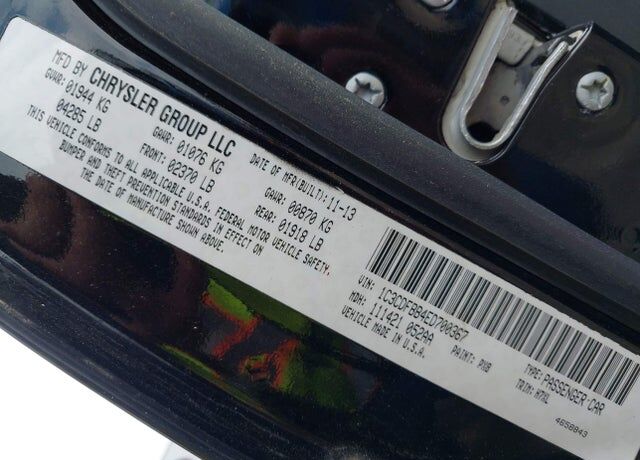 MFD BY CHRYSLER GROUP LLC DATE OF MFR(BUILT): 11-13
GVWR: 01944 KG GAWR: 01076 KG GAWR: 00870 KG
04285 LB FRONT: 02370 LB REAR: 01918 LB
THIS VEHICLE CONFORMS TO ALL APPLICABLE U.S.A. FEDERAL MOTOR VEHICLE SAFETY,
BUMPER AND THEFT PREVENTION STANDARDS IN EFFECT ON
THE DATE OF MANUFACTURE SHOWN ABOVE.
VIN: 1C3CDFBB4ED700367 TYPE: PASSENGER-CAR
MDH: 111421 052AA PAINT: PXB TRIM: H7XL
VEHICLE MADE IN U.S.A.
4658843